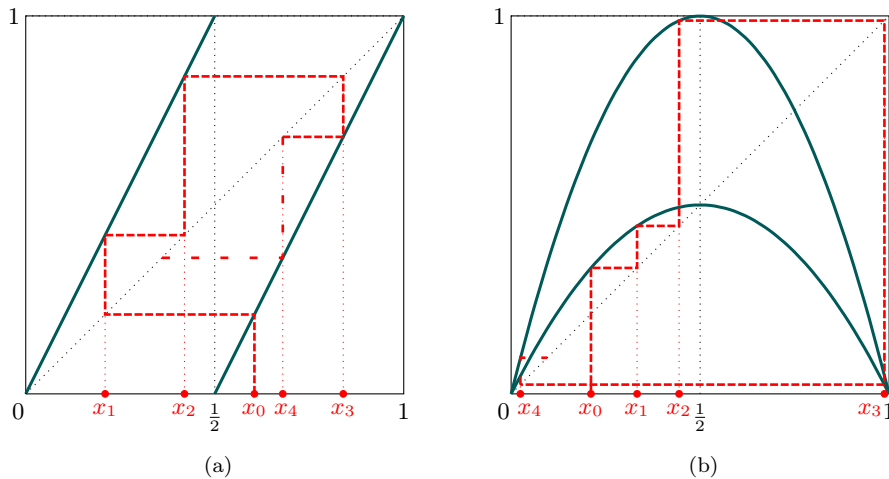 1
0 x₁ x₂ ½ x₀ x₄ x₃ 1
(a)
1
0 x₄ x₀ x₁ x₂ ½ x₃ 1
(b)